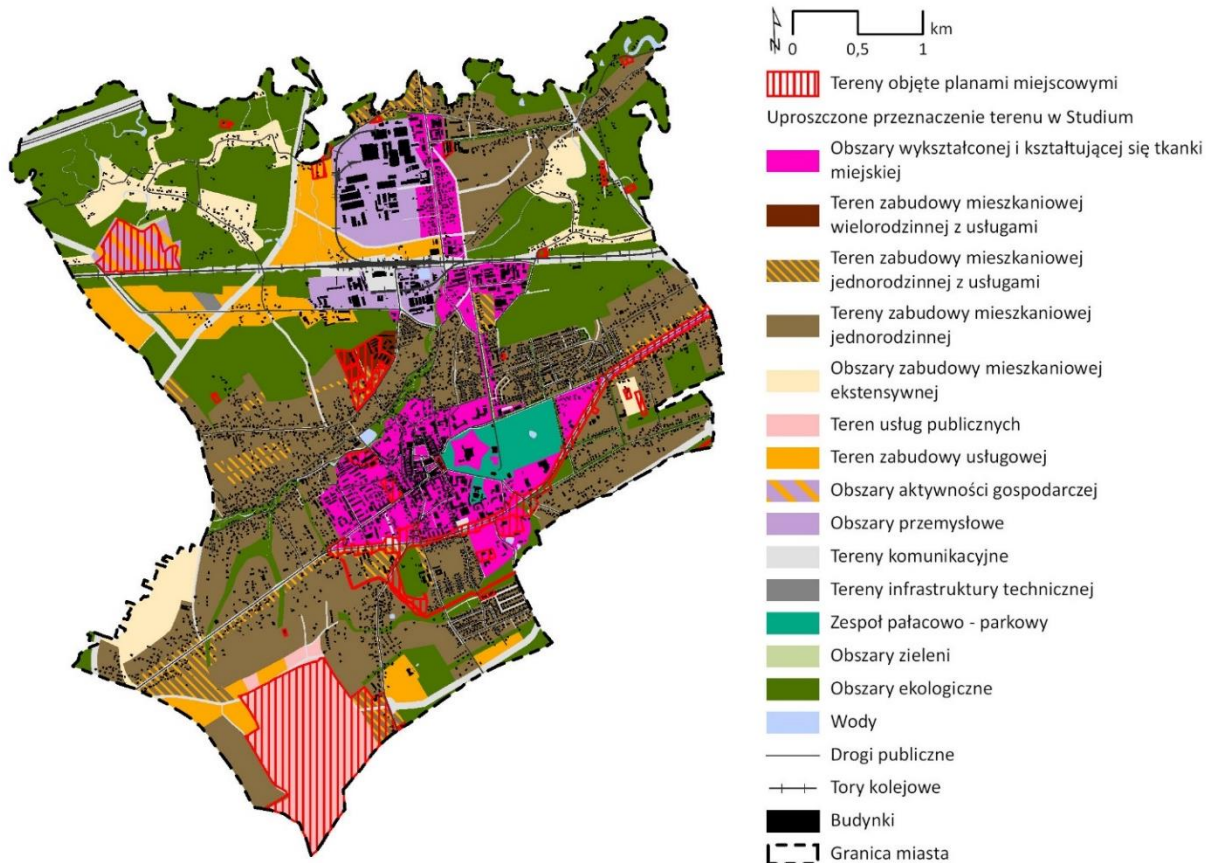 N
0 0,5 1 km
Tereny objęte planami miejscowymi
Uproszczone przeznaczenie terenu w Studium
Obszary wykształconej i kształtującej się tkanki
miejskiej
Teren zabudowy mieszkaniowej
wielorodzinnej z usługami
Teren zabudowy mieszkaniowej
jednorodzinnej z usługami
Tereny zabudowy mieszkaniowej
jednorodzinnej
Obszary zabudowy mieszkaniowej
ekstensywnej
Teren usług publicznych
Teren zabudowy usługowej
Obszary aktywności gospodarczej
Obszary przemysłowe
Tereny komunikacyjne
Tereny infrastruktury technicznej
Zespoł pałacowo - parkowy
Obszary zieleni
Obszary ekologiczne
Wody
Drogi publiczne
Tory kolejowe
Budynki
Granica miasta